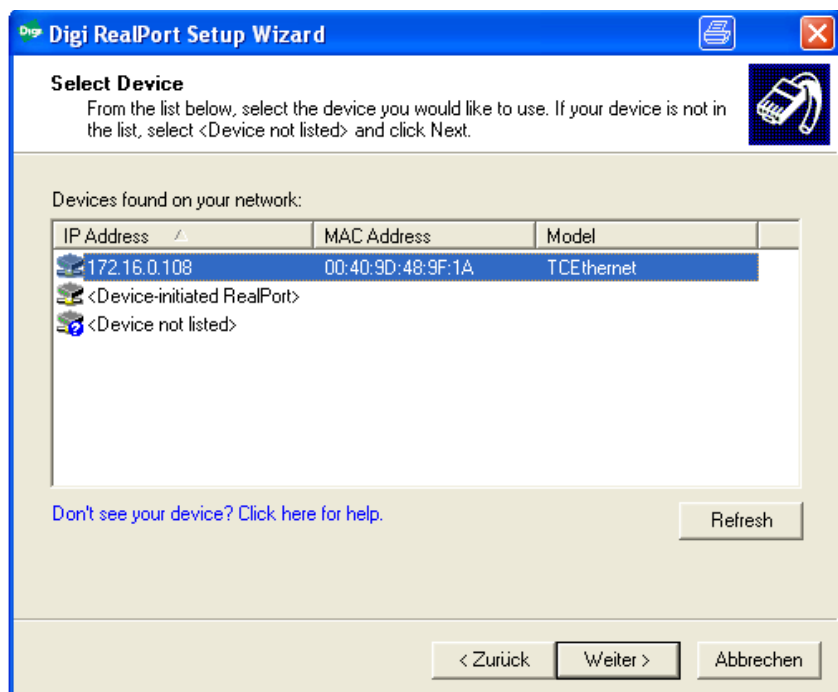 Digi Digi RealPort Setup Wizard
Select Device
From the list below, select the device you would like to use. If your device is not in
the list, select <Device not listed> and click Next.
Devices found on your network:
IP Address MAC Address Model
172.16.0.108 00:40:9D:48:9F:1A TCEthernet
<Device-initiated RealPort>
<Device not listed>
Don't see your device? Click here for help.
Refresh
< Zurück Weiter > Abbrechen